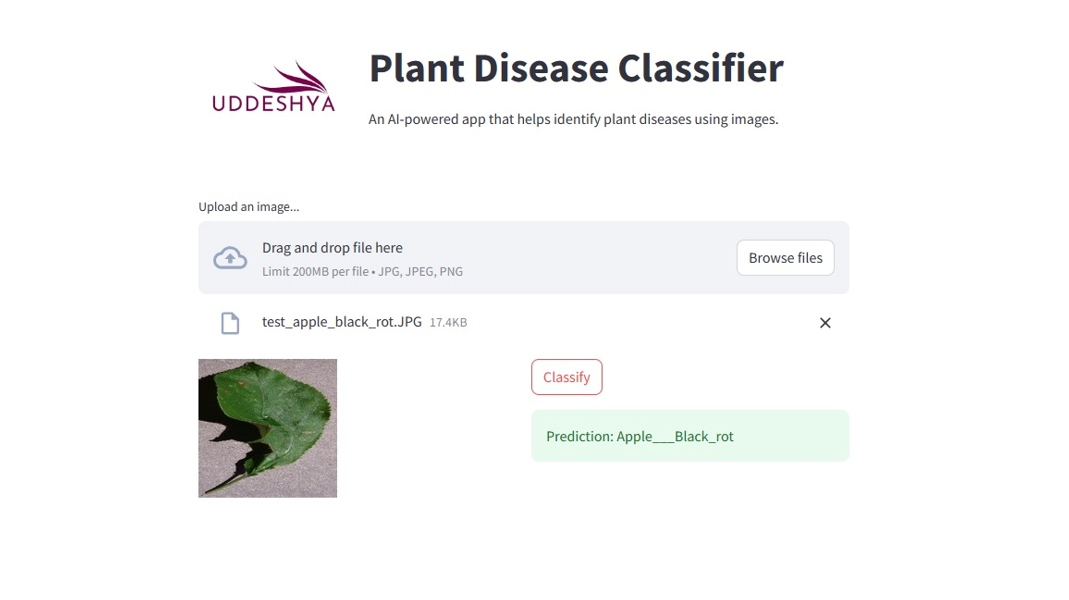 UDDESHYA
Plant Disease Classifier
An AI-powered app that helps identify plant diseases using images.
Upload an image...
Drag and drop file here
Limit 200MB per file • JPG, JPEG, PNG
Browse files
test_apple_black_rot.JPG 17.4KB
Classify
Prediction: Apple___Black_rot